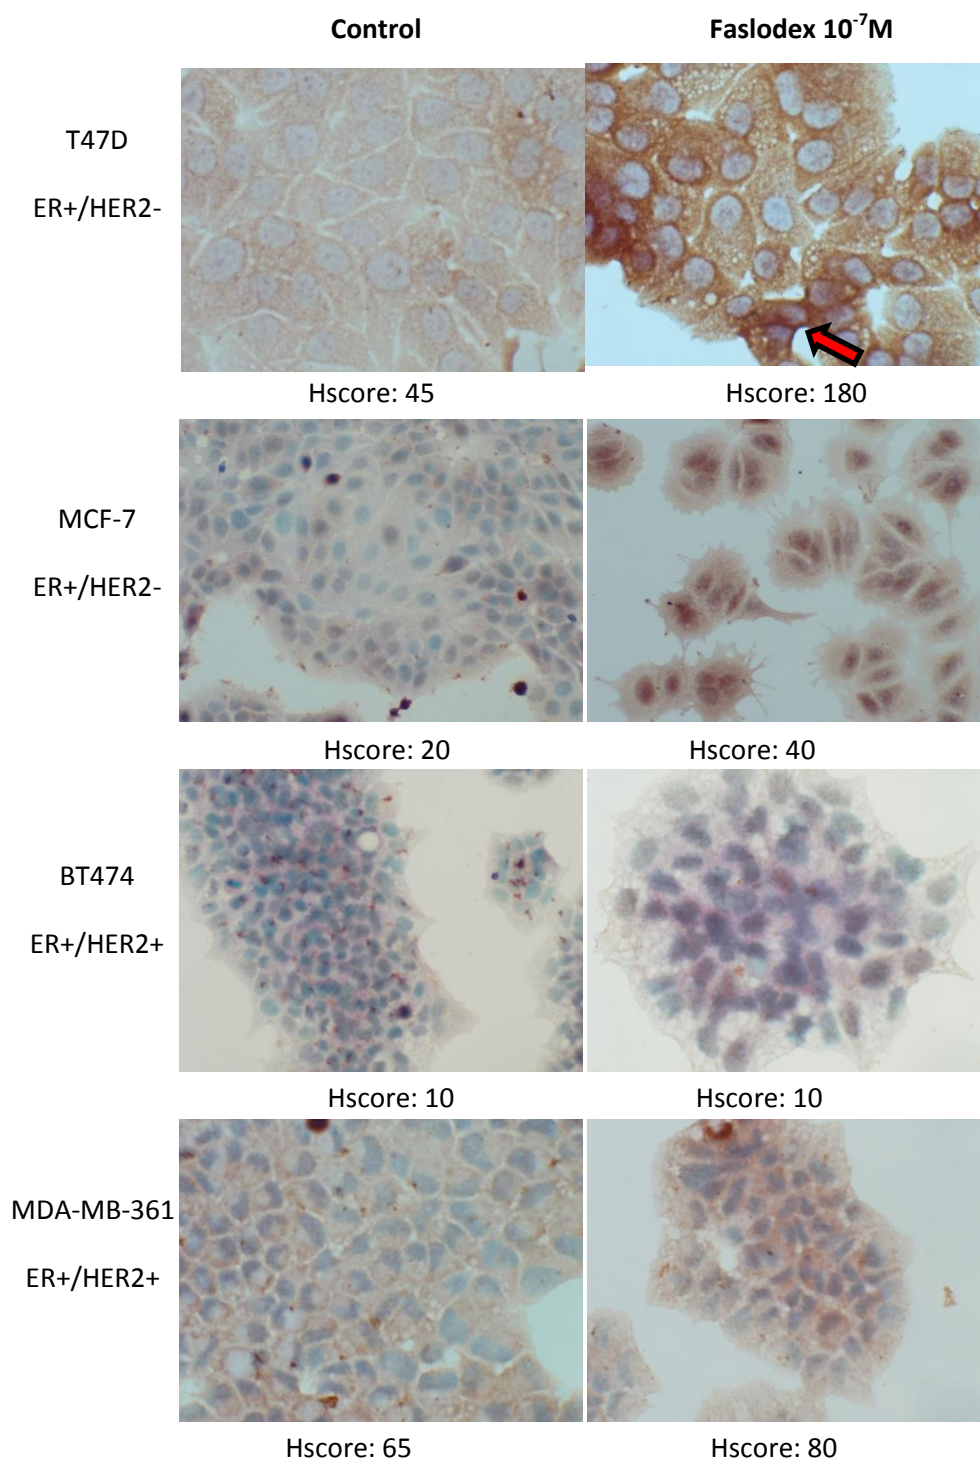 Control
Faslodex 10⁻⁷M
T47D
ER+/HER2-
Hscore: 45
Hscore: 180
MCF-7
ER+/HER2-
Hscore: 20
Hscore: 40
BT474
ER+/HER2+
Hscore: 10
Hscore: 10
MDA-MB-361
ER+/HER2+
Hscore: 65
Hscore: 80